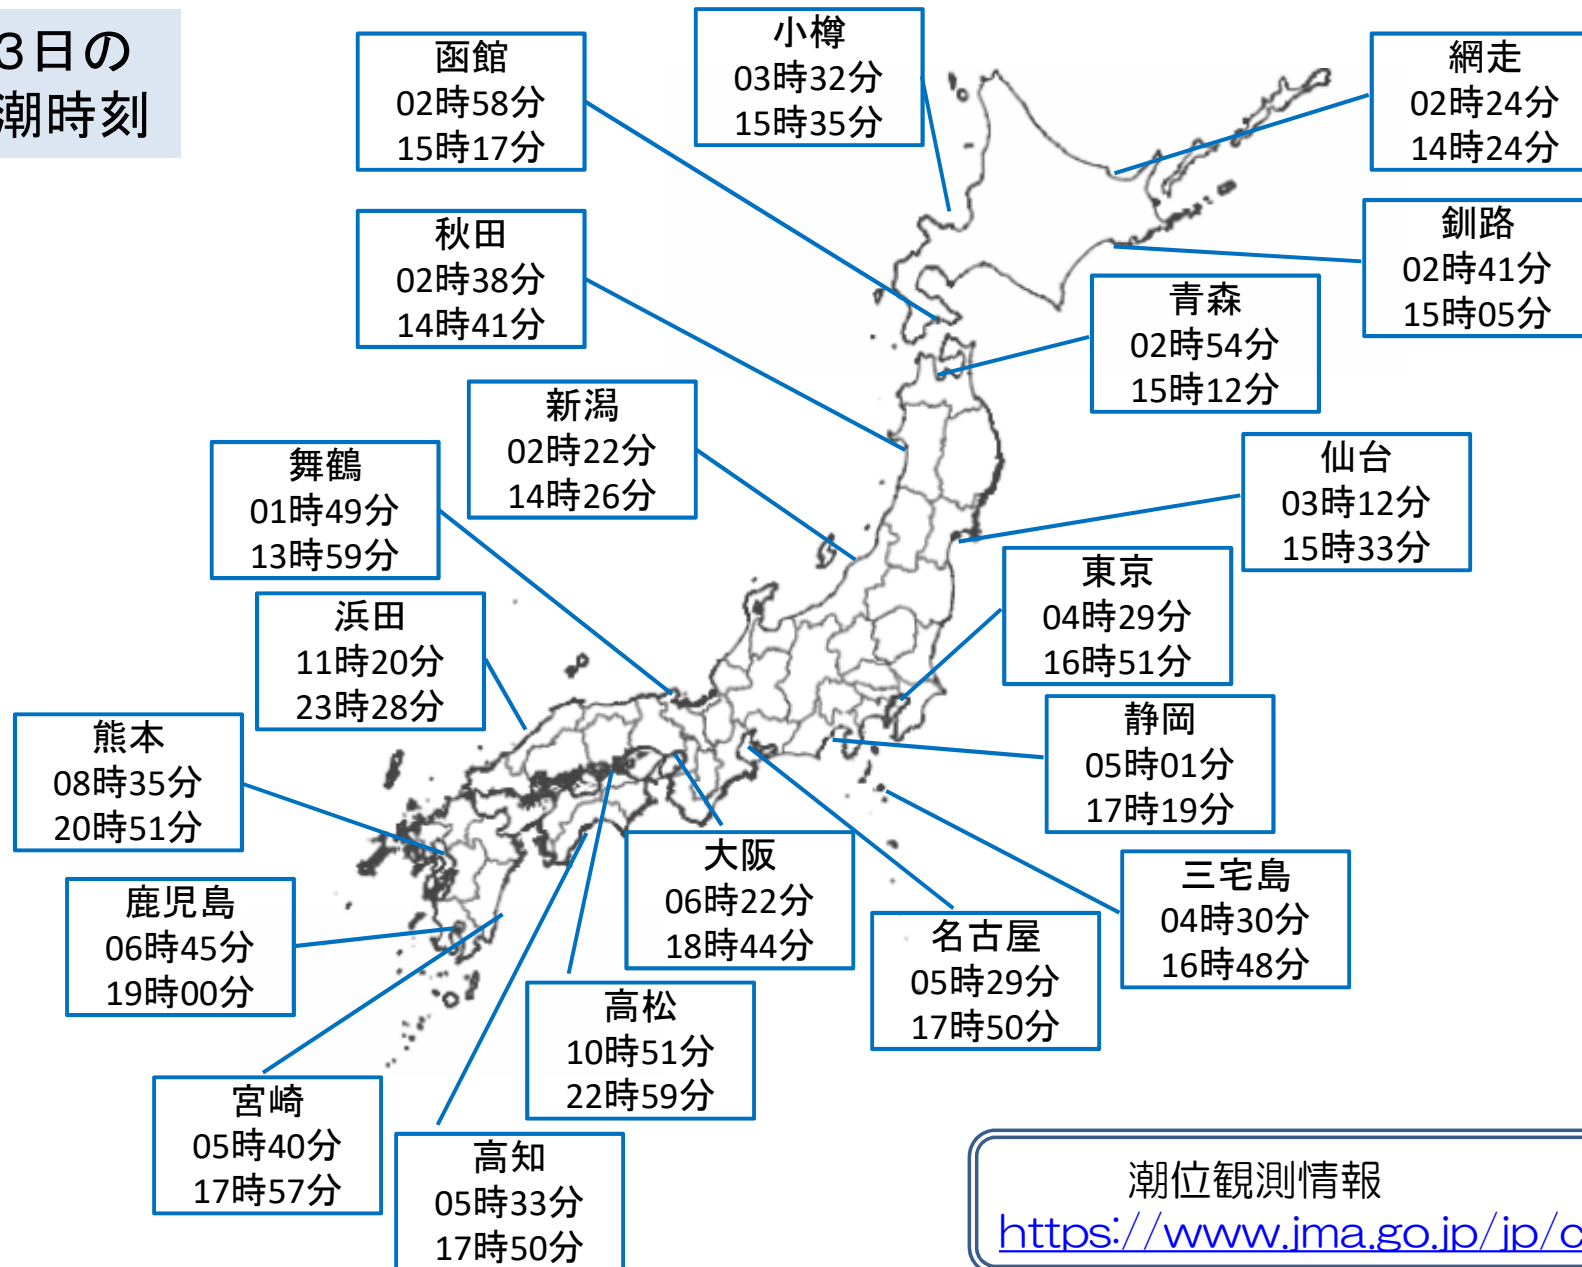 3日の
潮時刻
函館
02時58分
15時17分
小樽
03時32分
15時35分
網走
02時24分
14時24分
秋田
02時38分
14時41分
釧路
02時41分
15時05分
青森
02時54分
15時12分
新潟
02時22分
14時26分
舞鶴
01時49分
13時59分
仙台
03時12分
15時33分
東京
04時29分
16時51分
浜田
11時20分
23時28分
静岡
05時01分
17時19分
熊本
08時35分
20時51分
大阪
06時22分
18時44分
三宅島
04時30分
16時48分
鹿児島
06時45分
19時00分
名古屋
05時29分
17時50分
高松
10時51分
22時59分
宮崎
05時40分
17時57分
高知
05時33分
17時50分
潮位観測情報
https://www.jma.go.jp/jp/c